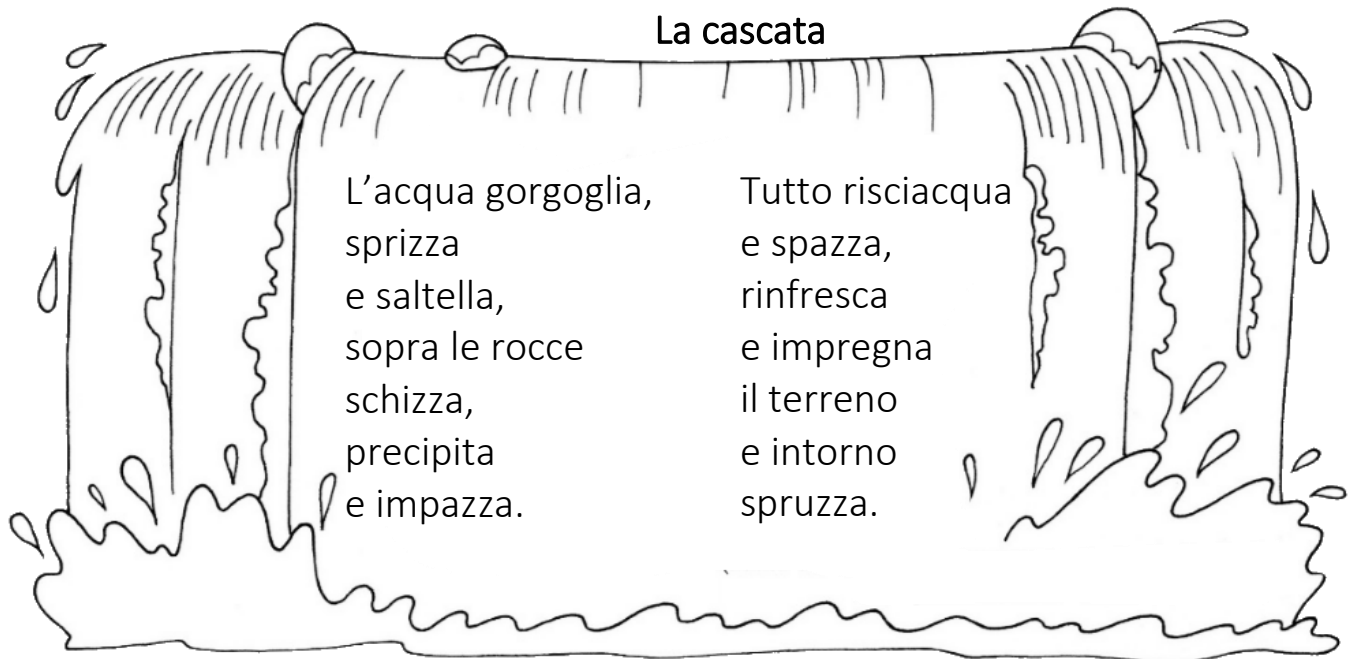 La cascata
L’acqua gorgoglia,
sprizza
e saltella,
sopra le rocce
schizza,
precipita
e impazza.
Tutto risciacqua
e spazza,
rinfresca
e impregna
il terreno
e intorno
spruzza.